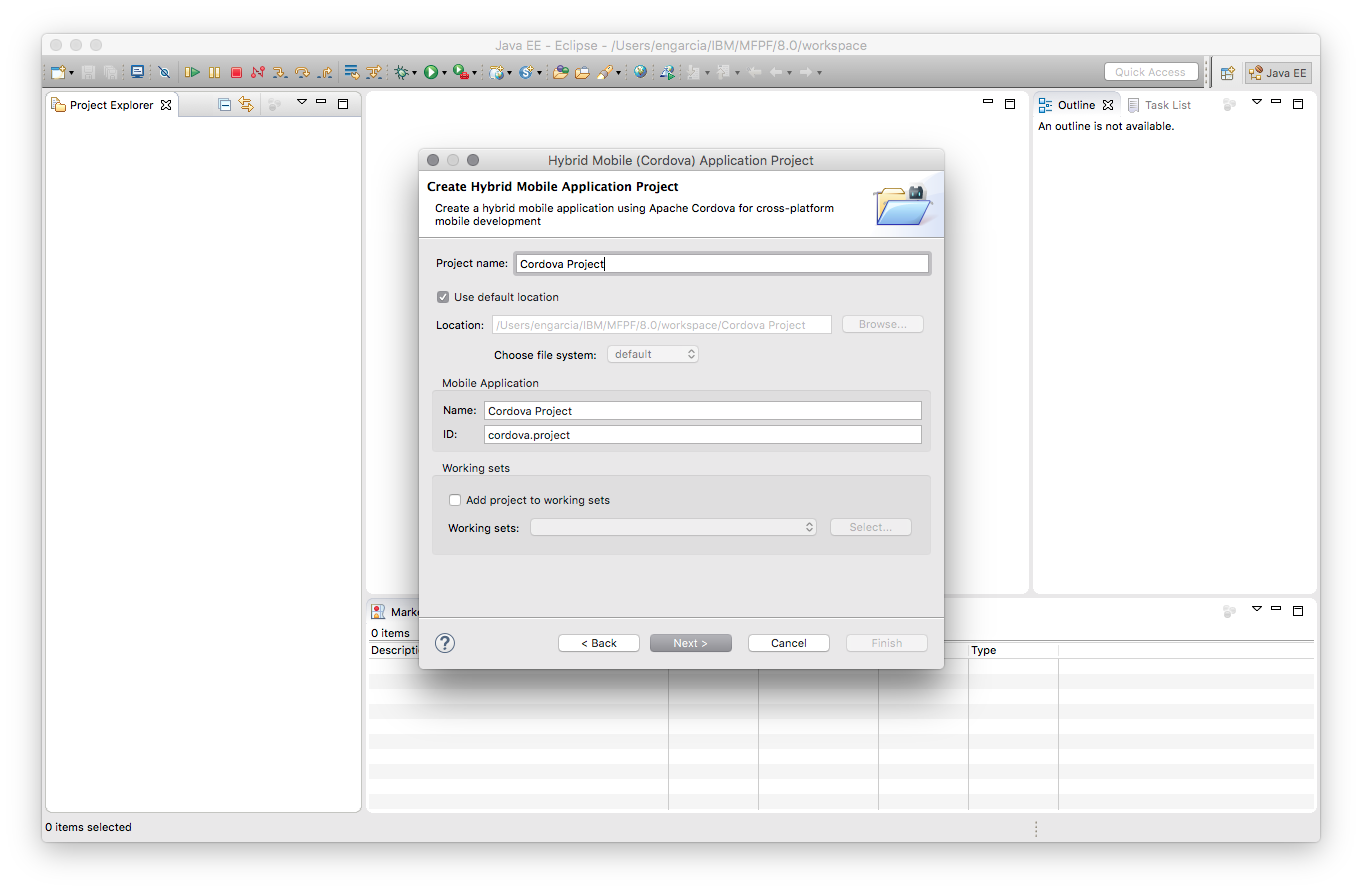 Java EE - Eclipse - /Users/engarcia/IBM/MFPF/8.0/workspace
Quick Access
Java EE
Project Explorer
Outline
Task List
An outline is not available.
Hybrid Mobile (Cordova) Application Project
Create Hybrid Mobile Application Project
Create a hybrid mobile application using Apache Cordova for cross-platform
mobile development
Project name: Cordova Project
Use default location
Location: /Users/engarcia/IBM/MFPF/8.0/workspace/Cordova Project Browse...
Choose file system: default
Mobile Application
Name: Cordova Project
ID: cordova.project
Working sets
Add project to working sets
Working sets: Select...
? < Back Next > Cancel Finish
Marke
0 items
Descripti
Type
0 items selected